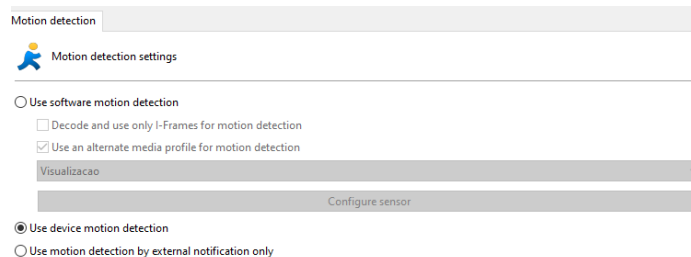 Motion detection
Motion detection settings
Use software motion detection
Decode and use only I-Frames for motion detection
Use an alternate media profile for motion detection
Visualizacao
Configure sensor
Use device motion detection
Use motion detection by external notification only